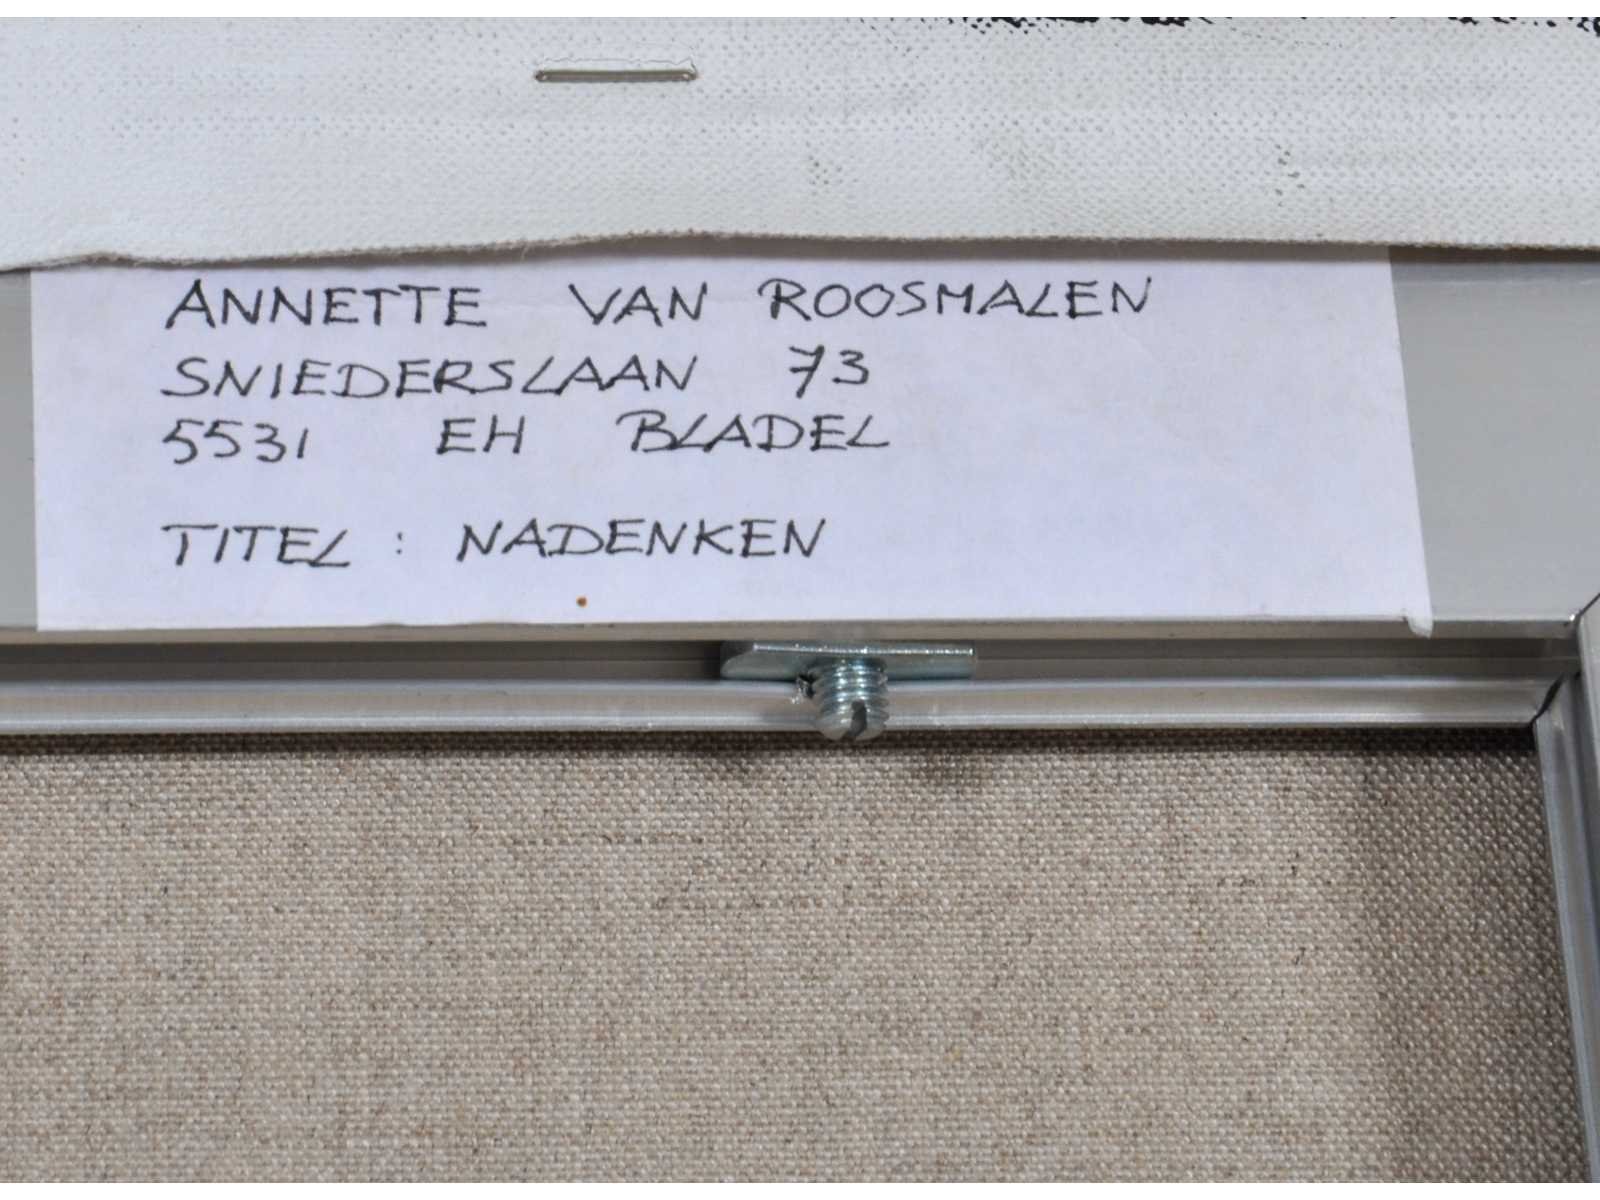 ANNETTE VAN ROOSMALEN
SNIEDERSLAAN 73
5531 EH BLADEL
TITEL : NADENKEN